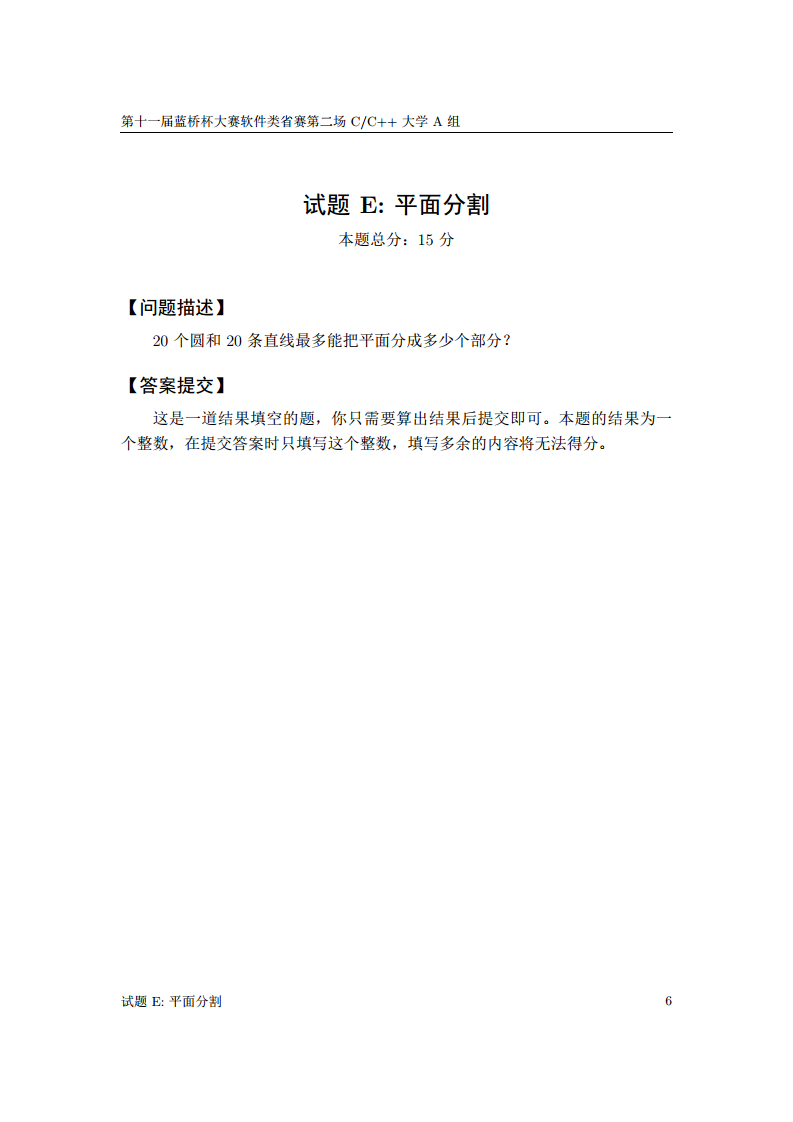 第十一届蓝桥杯大赛软件类省赛第二场 C/C++ 大学 A 组
试题 E: 平面分割
本题总分：15 分
【问题描述】
20 个圆和 20 条直线最多能把平面分成多少个部分？
【答案提交】
这是一道结果填空的题，你只需要算出结果后提交即可。本题的结果为一
个整数，在提交答案时只填写这个整数，填写多余的内容将无法得分。
试题 E: 平面分割 6